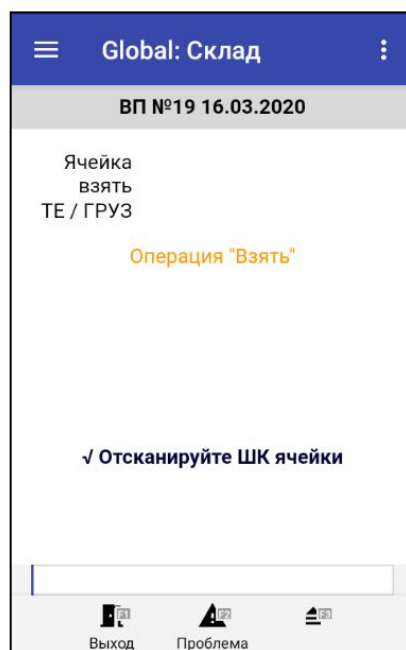 Global: Склад
ВП №19 16.03.2020
Ячейка
взять
ТЕ / ГРУЗ
Операция "Взять"
√ Отсканируйте ШК ячейки
F1 F2 F3
Выход Проблема